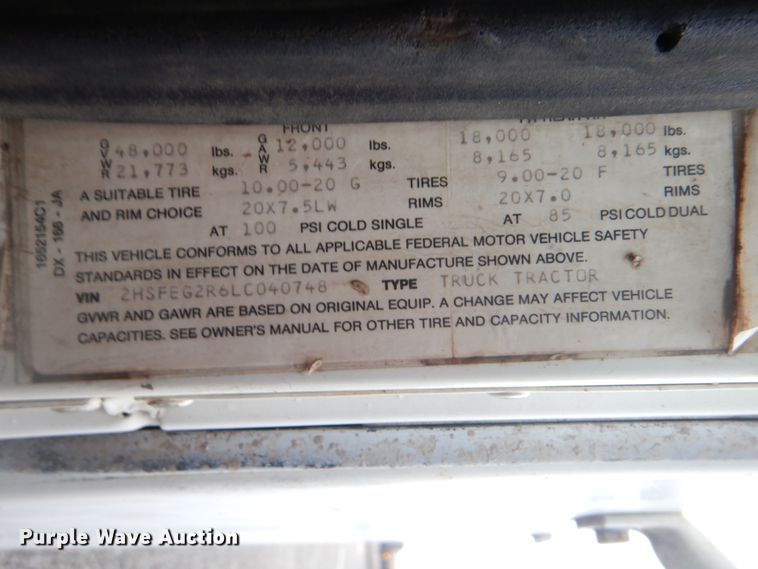 FRONT
GVWR 48,000 lbs. GAWR 12,000 lbs. 18,000 18,000 lbs.
21,773 kgs. 5,443 kgs. 8,165 8,165 kgs.
A SUITABLE TIRE 10.00-20 G TIRES 9.00-20 F TIRES
AND RIM CHOICE 20X7.5LW RIMS 20X7.0 RIMS
AT 100 PSI COLD SINGLE AT 85 PSI COLD DUAL
THIS VEHICLE CONFORMS TO ALL APPLICABLE FEDERAL MOTOR VEHICLE SAFETY
STANDARDS IN EFFECT ON THE DATE OF MANUFACTURE SHOWN ABOVE.
VIN 2HSFEG2R6LC040748 TYPE TRUCK TRACTOR
GVWR AND GAWR ARE BASED ON ORIGINAL EQUIP. A CHANGE MAY AFFECT VEHICLE
CAPACITIES. SEE OWNER'S MANUAL FOR OTHER TIRE AND CAPACITY INFORMATION.
1652154C1
DX - 166 - JA
Purple Wave Auction